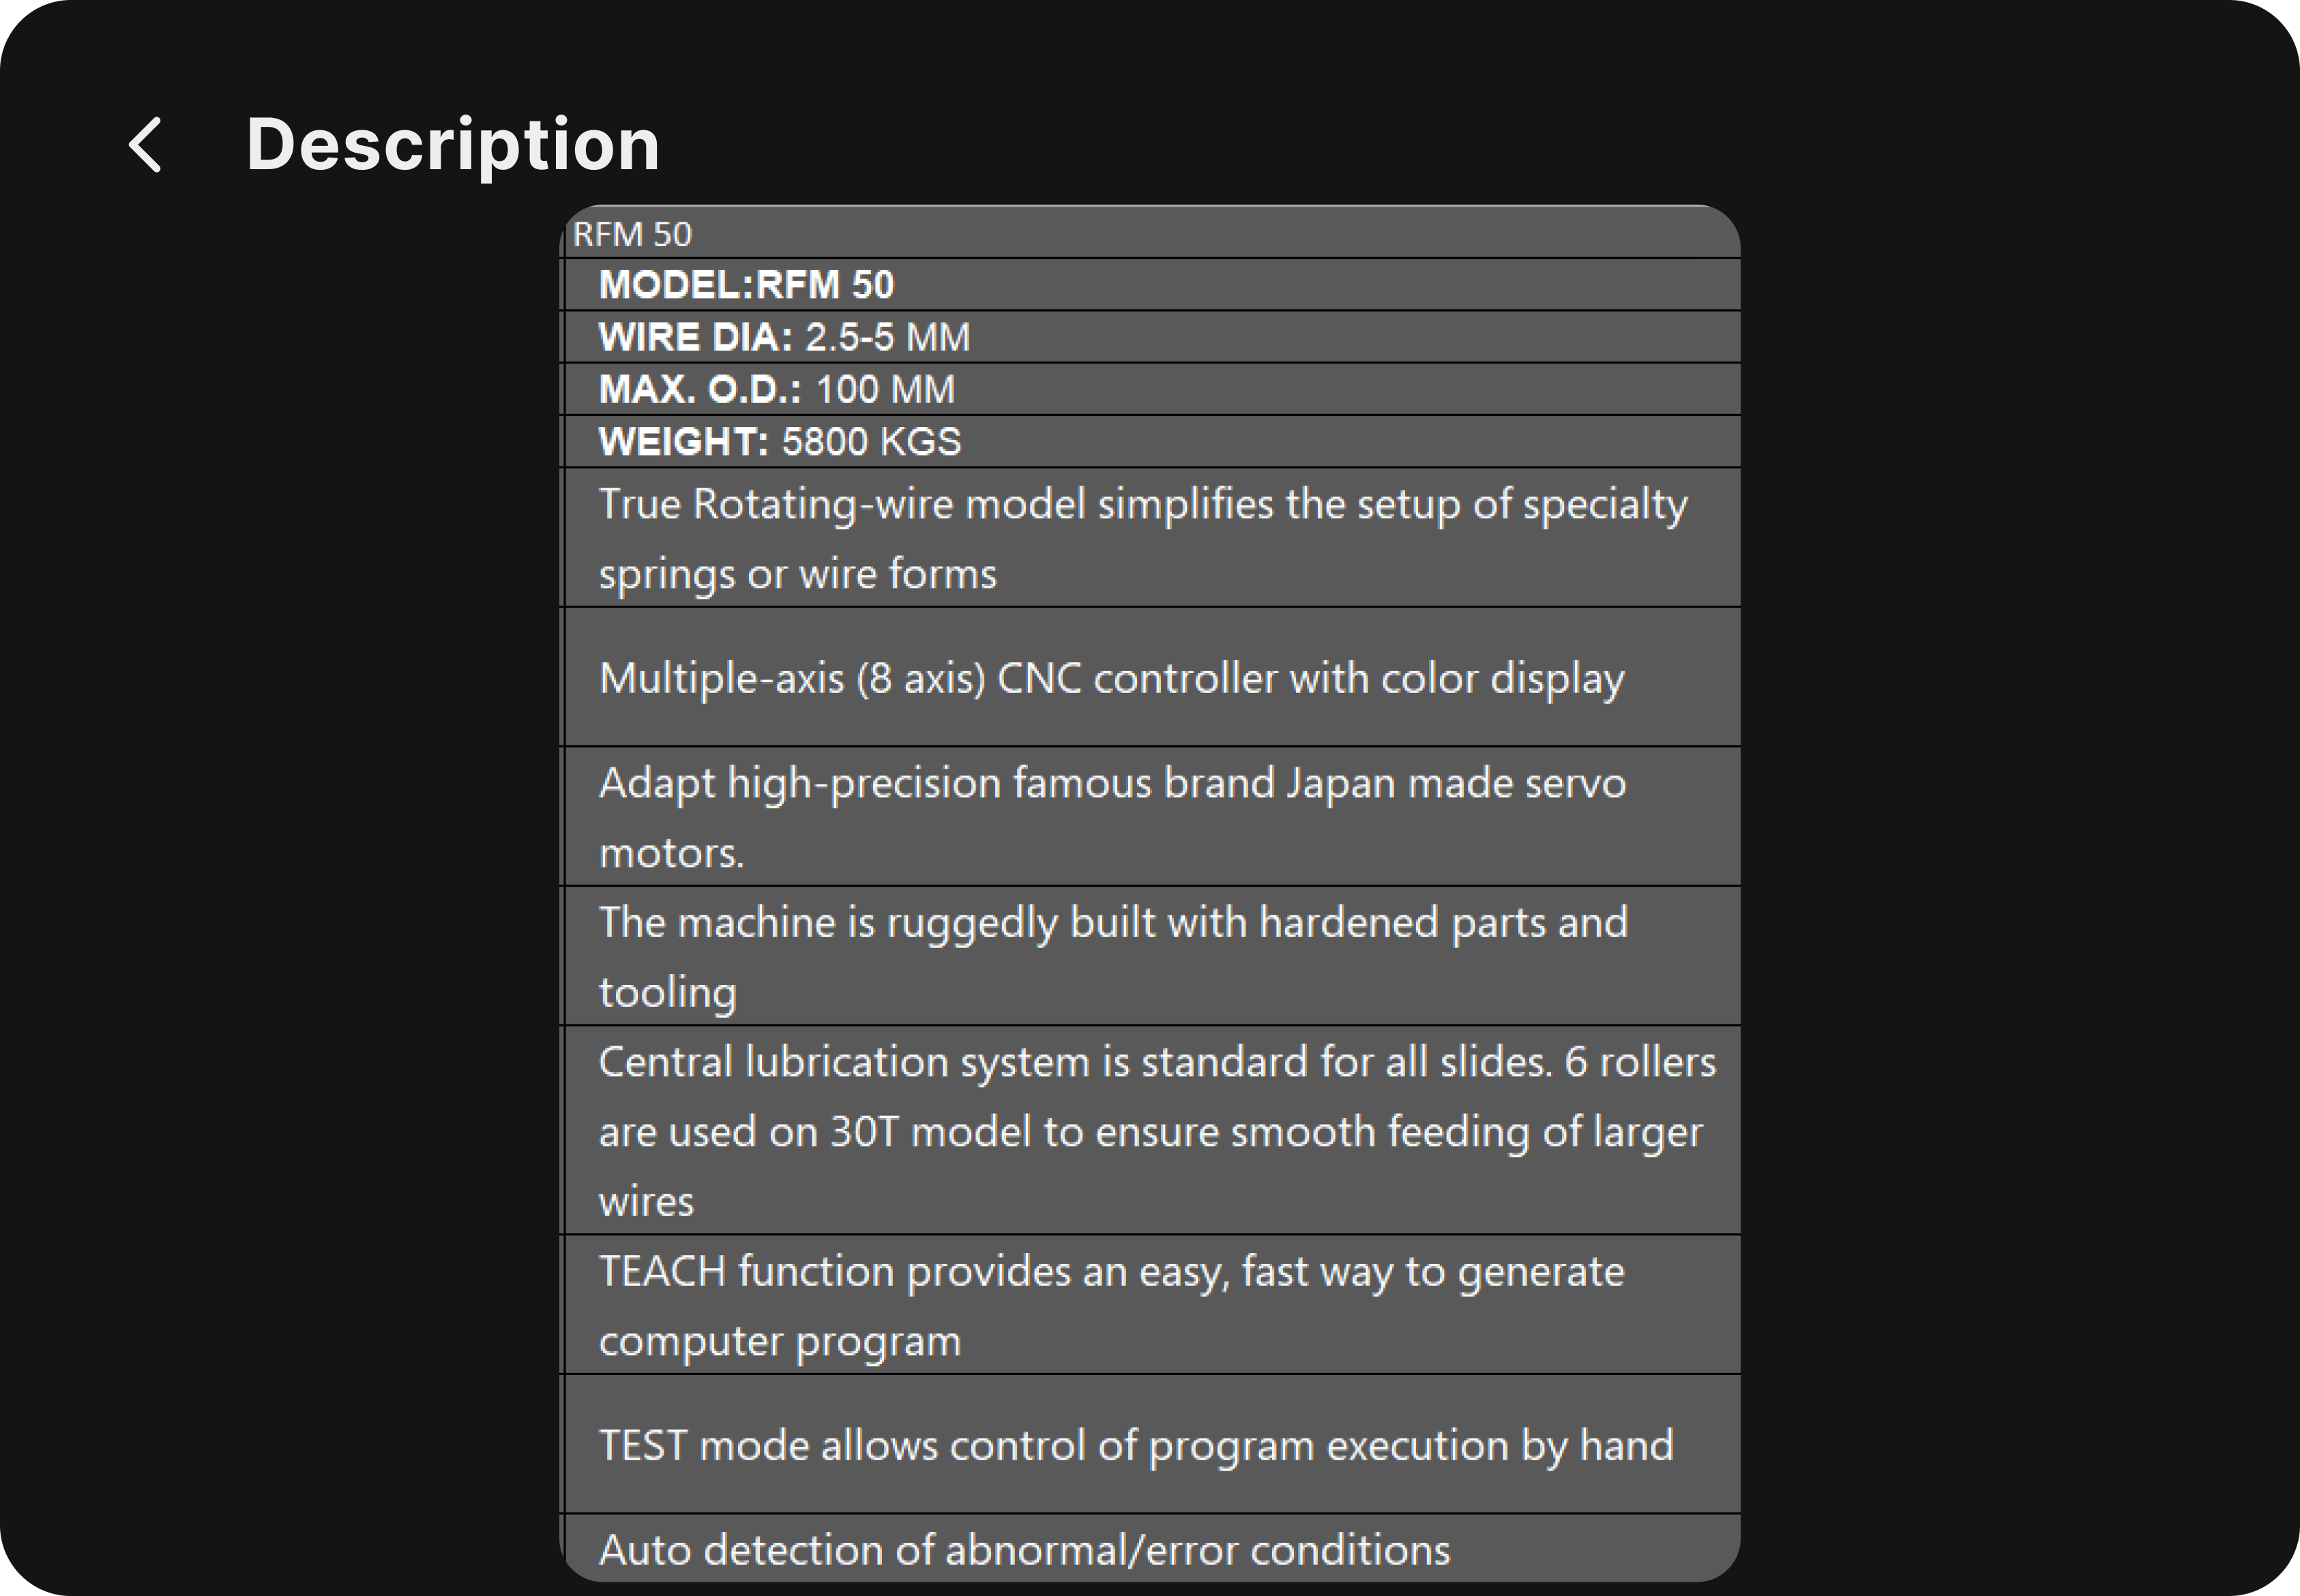 Description
RFM 50
MODEL:RFM 50
WIRE DIA: 2.5-5 MM
MAX. O.D.: 100 MM
WEIGHT: 5800 KGS
True Rotating-wire model simplifies the setup of specialty
springs or wire forms
Multiple-axis (8 axis) CNC controller with color display
Adapt high-precision famous brand Japan made servo
motors.
The machine is ruggedly built with hardened parts and
tooling
Central lubrication system is standard for all slides. 6 rollers
are used on 30T model to ensure smooth feeding of larger
wires
TEACH function provides an easy, fast way to generate
computer program
TEST mode allows control of program execution by hand
Auto detection of abnormal/error conditions